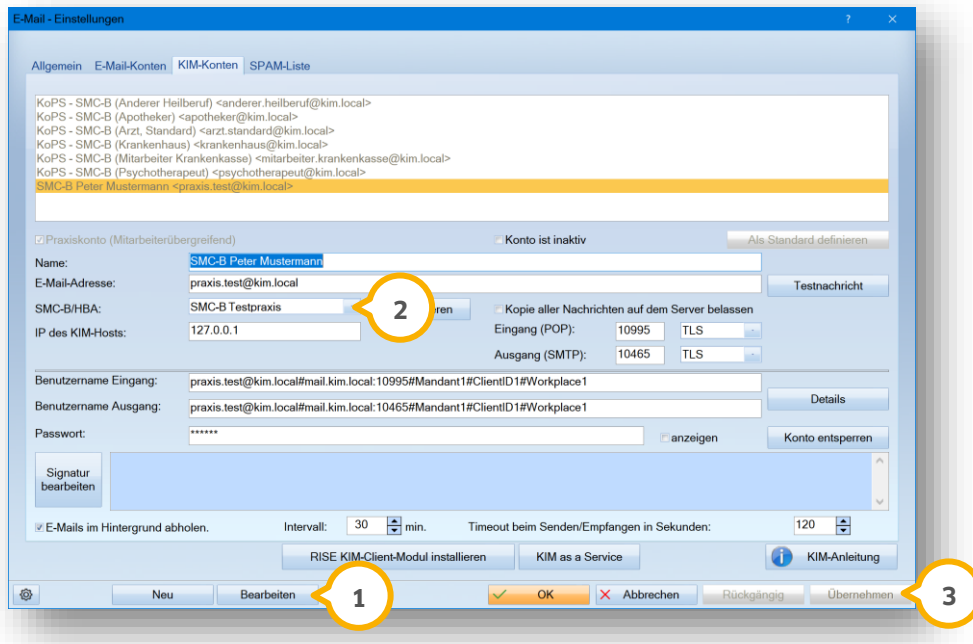 E-Mail - Einstellungen ? ×
Allgemein E-Mail-Konten KIM-Konten SPAM-Liste
KoPS - SMC-B (Anderer Heilberuf) <anderer.heilberuf@kim.local>
KoPS - SMC-B (Apotheker) <apotheker@kim.local>
KoPS - SMC-B (Arzt, Standard) <arzt.standard@kim.local>
KoPS - SMC-B (Krankenhaus) <krankenhaus@kim.local>
KoPS - SMC-B (Mitarbeiter Krankenkasse) <mitarbeiter.krankenkasse@kim.local>
KoPS - SMC-B (Psychotherapeut) <psychotherapeut@kim.local>
SMC-B Peter Mustermann <praxis.test@kim.local>
Praxiskonto (Mitarbeiterübergreifend) Konto ist inaktiv Als Standard definieren
Name: SMC-B Peter Mustermann
E-Mail-Adresse: praxis.test@kim.local Testnachricht
SMC-B/HBA: SMC-B Testpraxis 2 eren Kopie aller Nachrichten auf dem Server belassen
IP des KIM-Hosts: 127.0.0.1 Eingang (POP): 10995 TLS
Ausgang (SMTP): 10465 TLS
Benutzername Eingang: praxis.test@kim.local#mail.kim.local:10995#Mandant1#ClientID1#Workplace1
Benutzername Ausgang: praxis.test@kim.local#mail.kim.local:10465#Mandant1#ClientID1#Workplace1 Details
Passwort: ****** anzeigen Konto entsperren
Signatur
bearbeiten
E-Mails im Hintergrund abholen. Intervall: 30 min. Timeout beim Senden/Empfangen in Sekunden: 120
RISE KIM-Client-Modul installieren KIM as a Service KIM-Anleitung
Neu Bearbeiten 1 OK Abbrechen Rückgängig Übernehmen 3